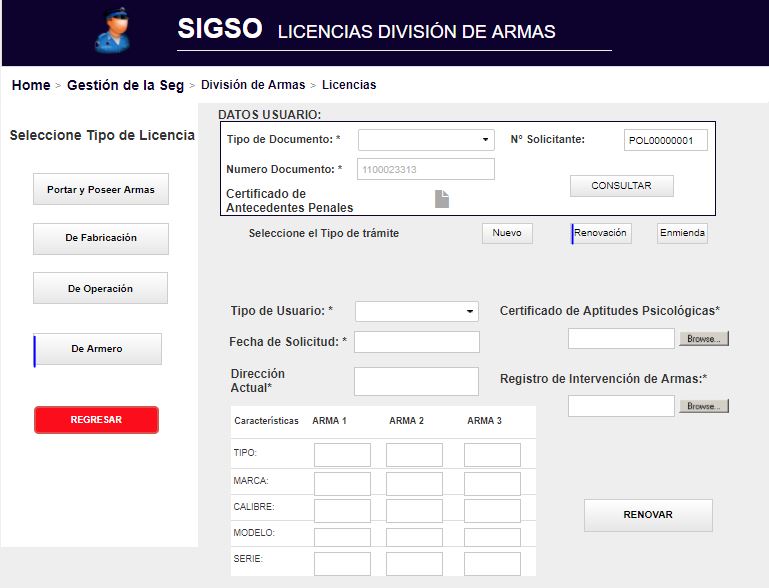 SIGSO LICENCIAS DIVISIÓN DE ARMAS
Home > Gestión de la Seg > División de Armas > Licencias
Seleccione Tipo de Licencia
Portar y Poseer Armas
De Fabricación
De Operación
De Armero
REGRESAR
DATOS USUARIO:
Tipo de Documento: * N° Solicitante: POL00000001
Numero Documento: * 1100023313
CONSULTAR
Certificado de
Antecedentes Penales
Seleccione el Tipo de trámite Nuevo Renovación Enmienda
Tipo de Usuario: * Certificado de Aptitudes Psicológicas*
Browse...
Fecha de Solicitud: *
Dirección
Actual*
Registro de Intervención de Armas:*
Browse...
Características ARMA 1 ARMA 2 ARMA 3
TIPO:
MARCA:
CALIBRE:
MODELO:
SERIE:
RENOVAR